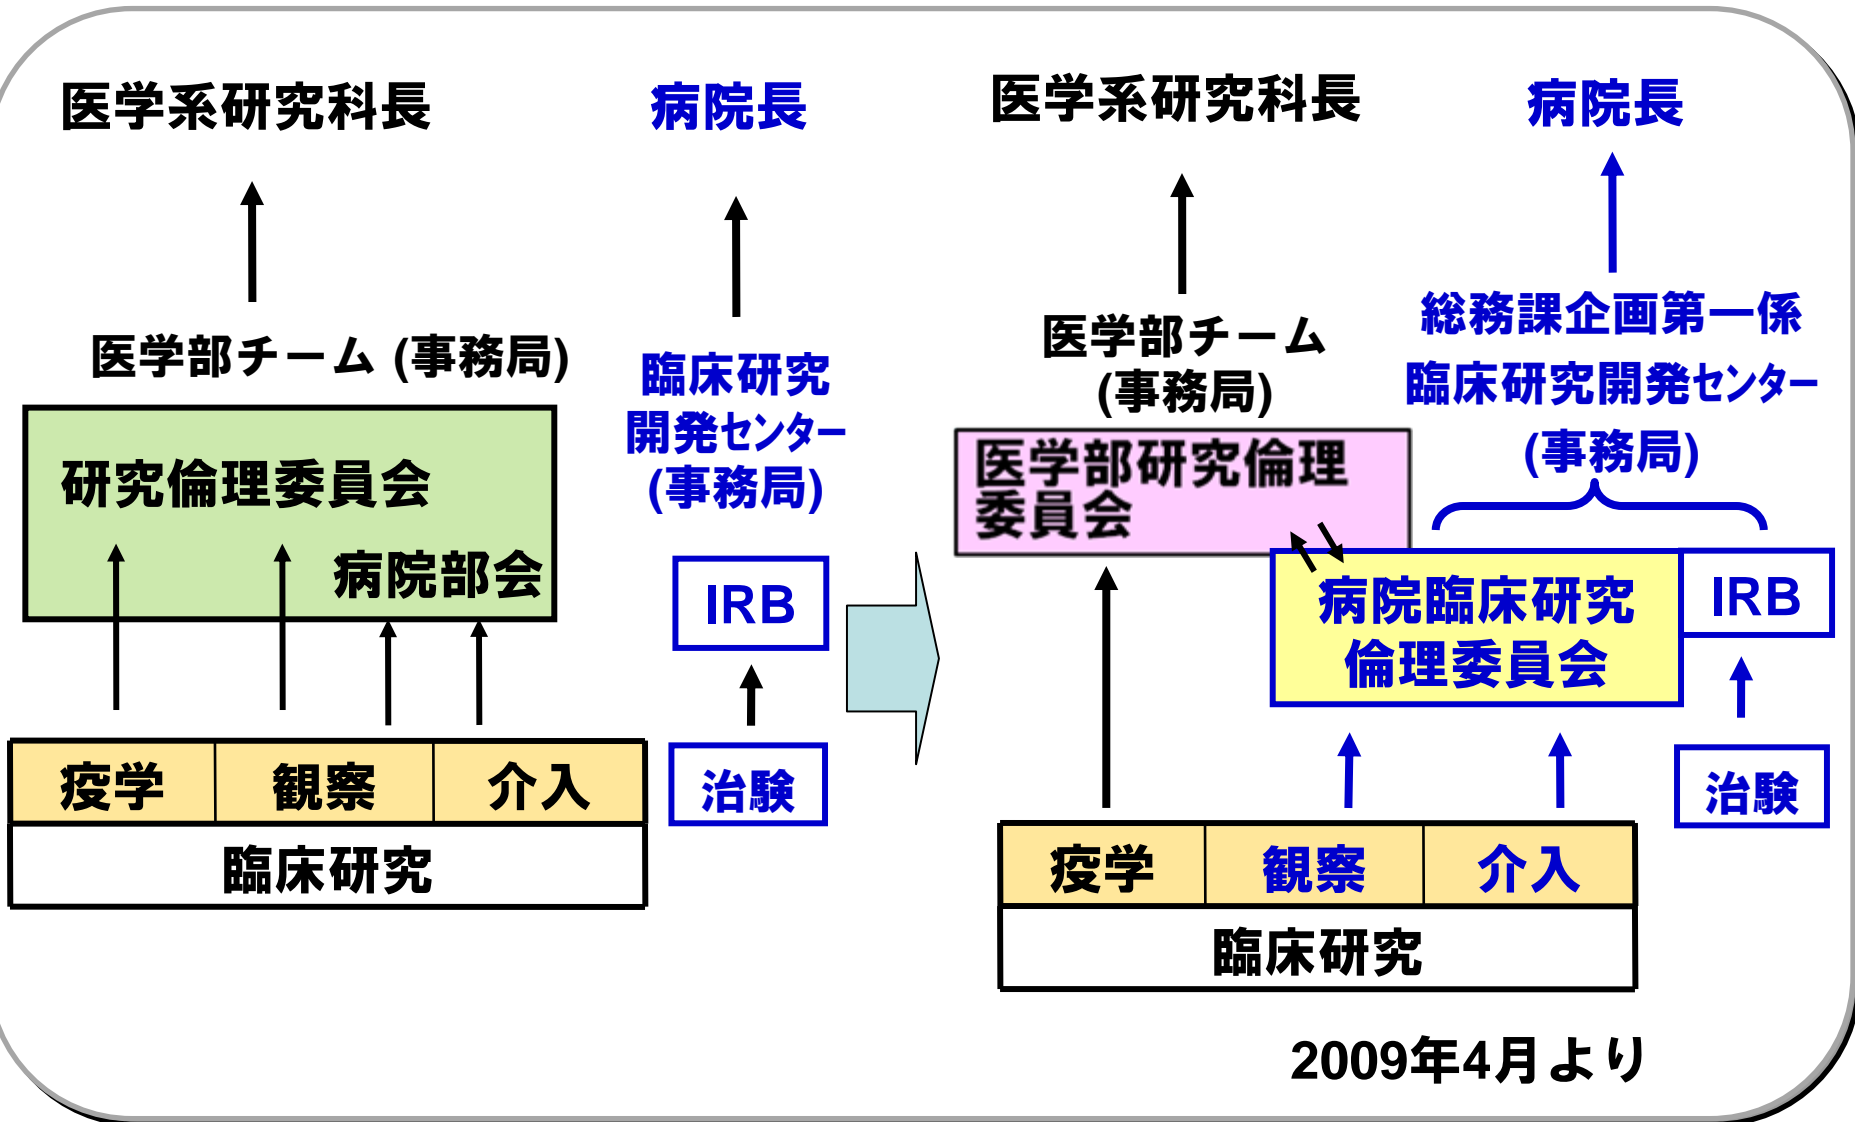 医学系研究科長
病院長
医学部チーム (事務局)
臨床研究
開発センター
(事務局)
研究倫理委員会
病院部会
IRB
疫学
観察
介入
治験
臨床研究
医学系研究科長
病院長
医学部チーム
(事務局)
総務課企画第一係
臨床研究開発センター
(事務局)
医学部研究倫理
委員会
病院臨床研究
倫理委員会
IRB
治験
疫学
観察
介入
臨床研究
2009年4月より